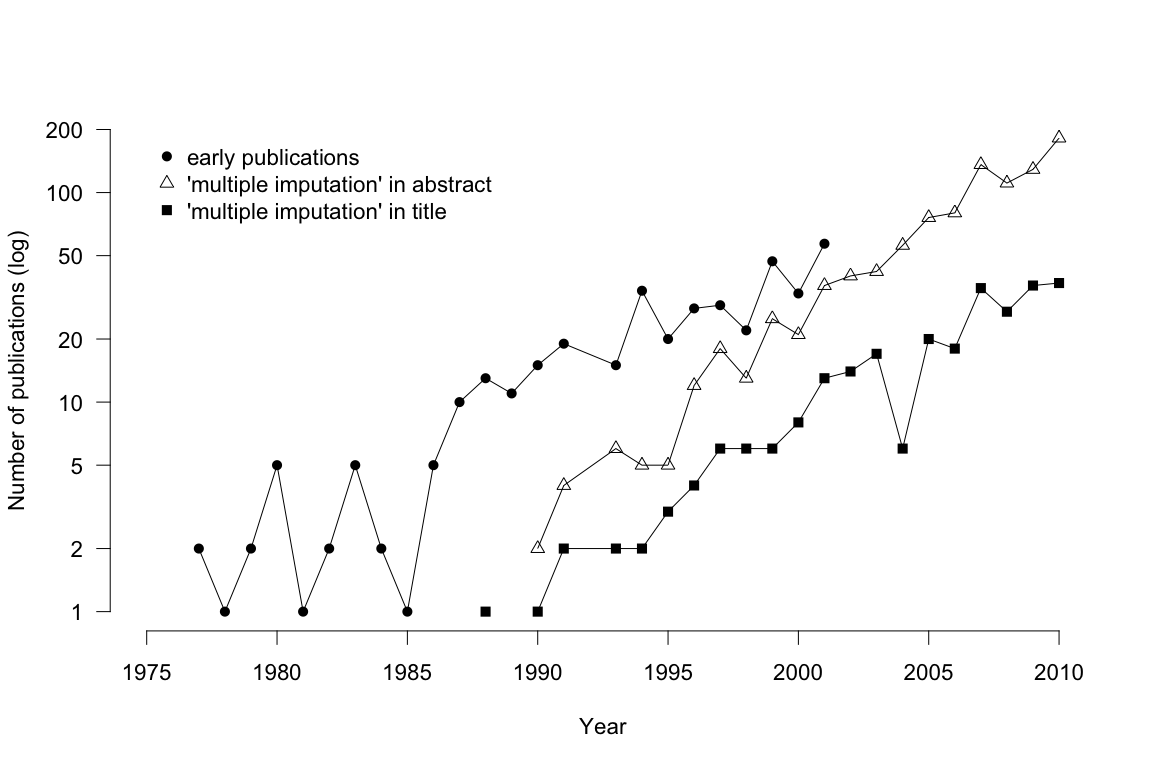 200
100
50
20
10
5
2
1
Number of publications (log)
early publications
'multiple imputation' in abstract
'multiple imputation' in title
1975 1980 1985 1990 1995 2000 2005 2010
Year